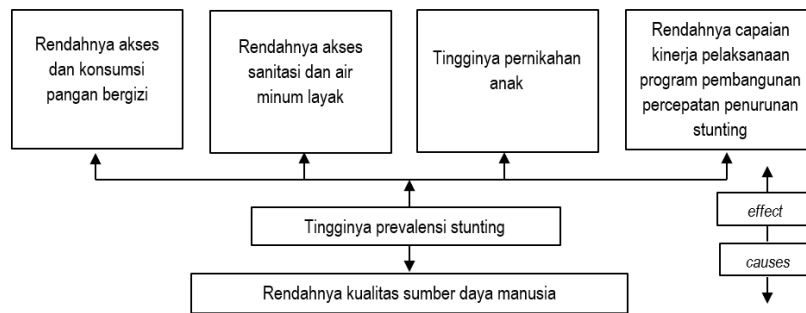 Rendahnya akses
dan konsumsi
pangan bergizi
Rendahnya akses
sanitasi dan air
minum layak
Tingginya pernikahan
anak
Rendahnya capaian
kinerja pelaksanaan
program pembangunan
percepatan penurunan
stunting
Tingginya prevalensi stunting
Rendahnya kualitas sumber daya manusia
effect
causes